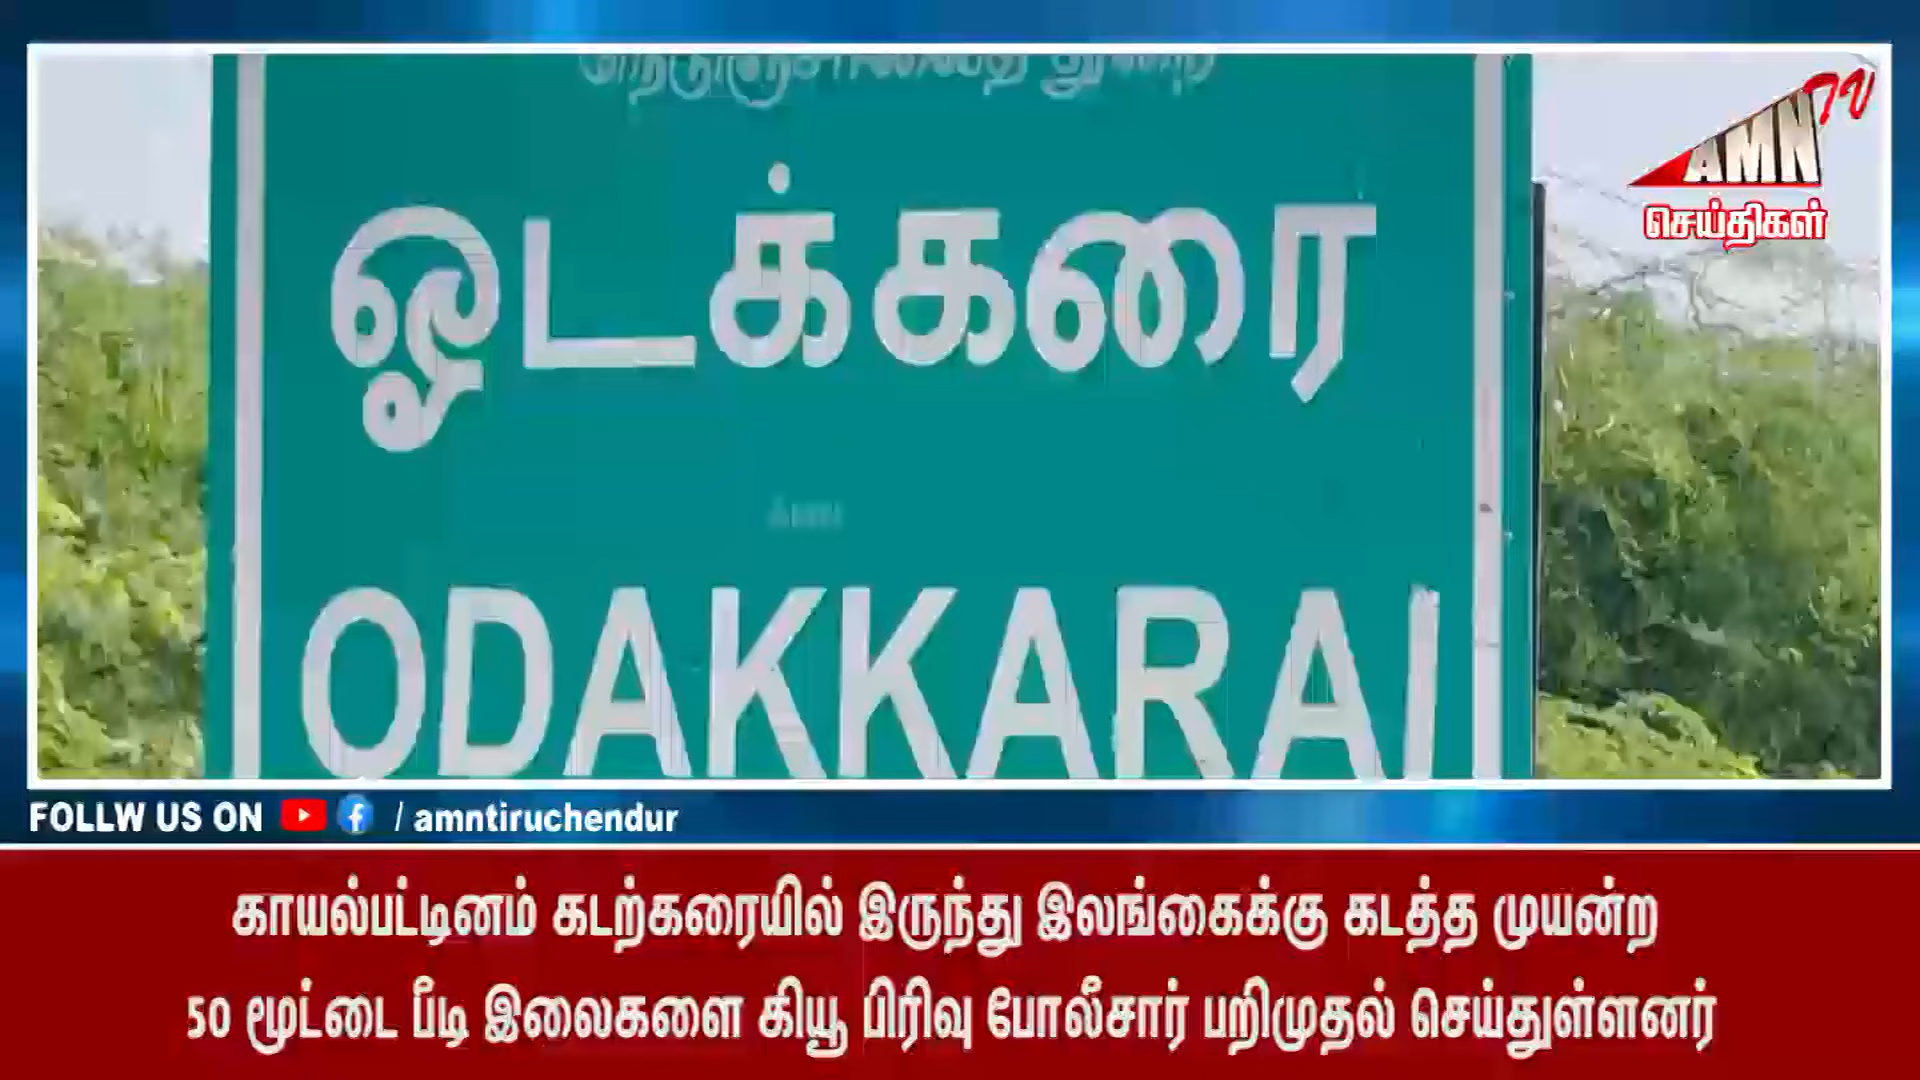 நெடுஞ்சாலைத் துறை
ஓடக்கரை
ODAKKARAI
AMN TV
செய்திகள்
FOLLW US ON / amntiruchendur
காயல்பட்டினம் கடற்கரையில் இருந்து இலங்கைக்கு கடத்த முயன்ற
50 மூட்டை பீடி இலைகளை கியூ பிரிவு போலீசார் பறிமுதல் செய்துள்ளனர்